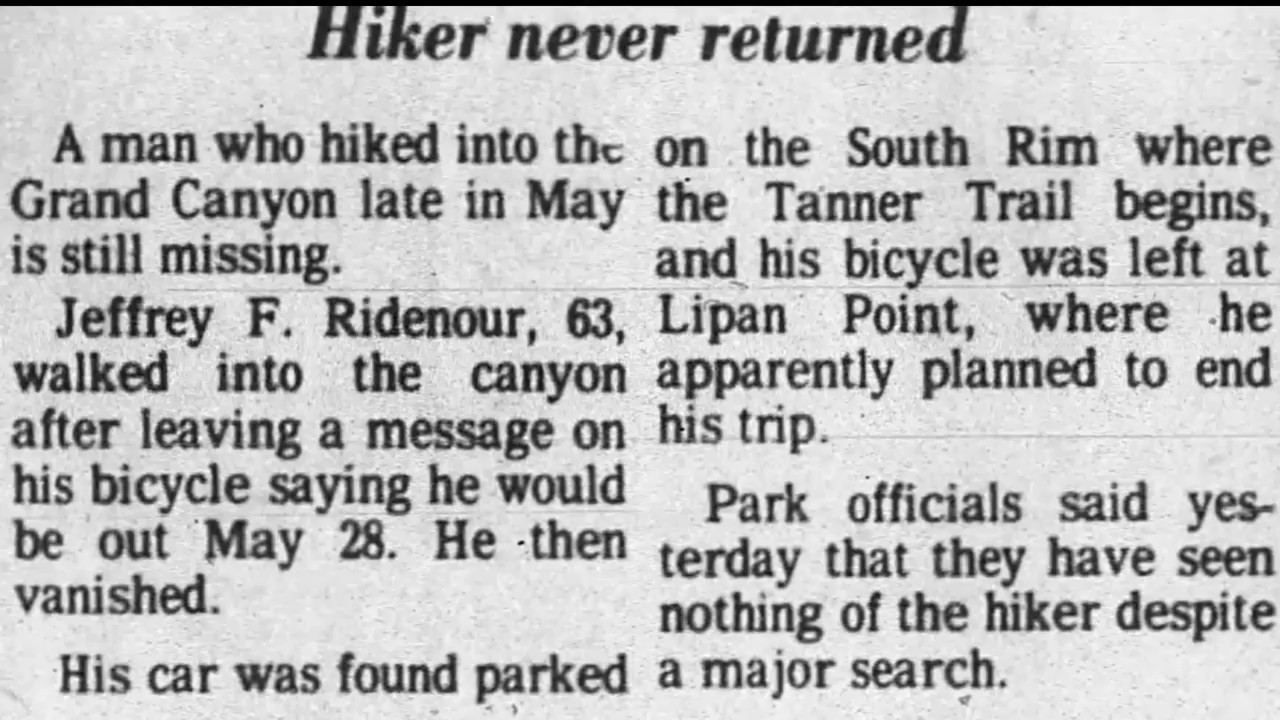 Hiker never returned
A man who hiked into the
Grand Canyon late in May
is still missing.
Jeffrey F. Ridenour, 63,
walked into the canyon
after leaving a message on
his bicycle saying he would
be out May 28. He then
vanished.
His car was found parked
on the South Rim where
the Tanner Trail begins,
and his bicycle was left at
Lipan Point, where he
apparently planned to end
his trip.
Park officials said yes-
terday that they have seen
nothing of the hiker despite
a major search.